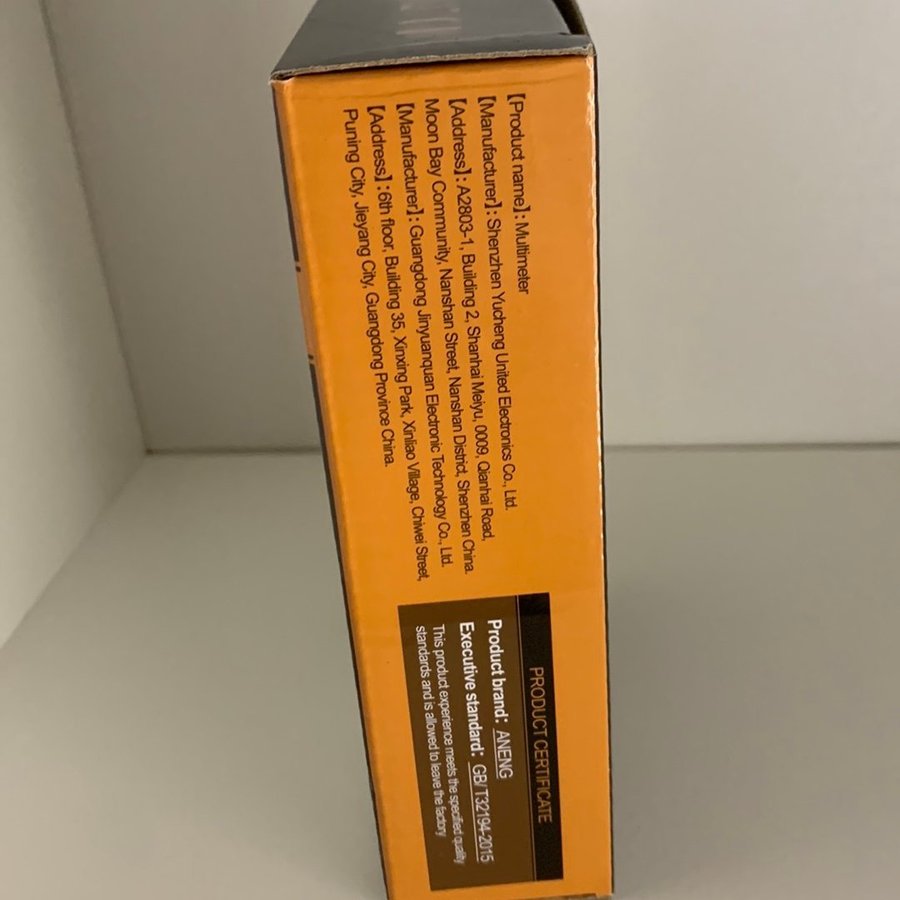 【Product name】: Multimeter
【Manufacturer】: Shenzhen Yucheng United Electronics Co., Ltd.
【Address】: A2803-1, Building 2, Shanhai Meiyu, 0009, Qianhai Road,
Moon Bay Community, Nanshan Street, Nanshan District, Shenzhen China.
【Manufacturer】: Guangdong Jinyuanquan Electronic Technology Co., Ltd.
【Address】:6th floor, Building 35, Xinxing Park, Xinliao Village, Chiwei Street,
Puning City, Jieyang City, Guangdong Province China.
PRODUCT CERTIFICATE
Product brand: ANENG
Executive standard: GB/T32194-2015
This product experience meets the specified quality
standards and is allowed to leave the factory